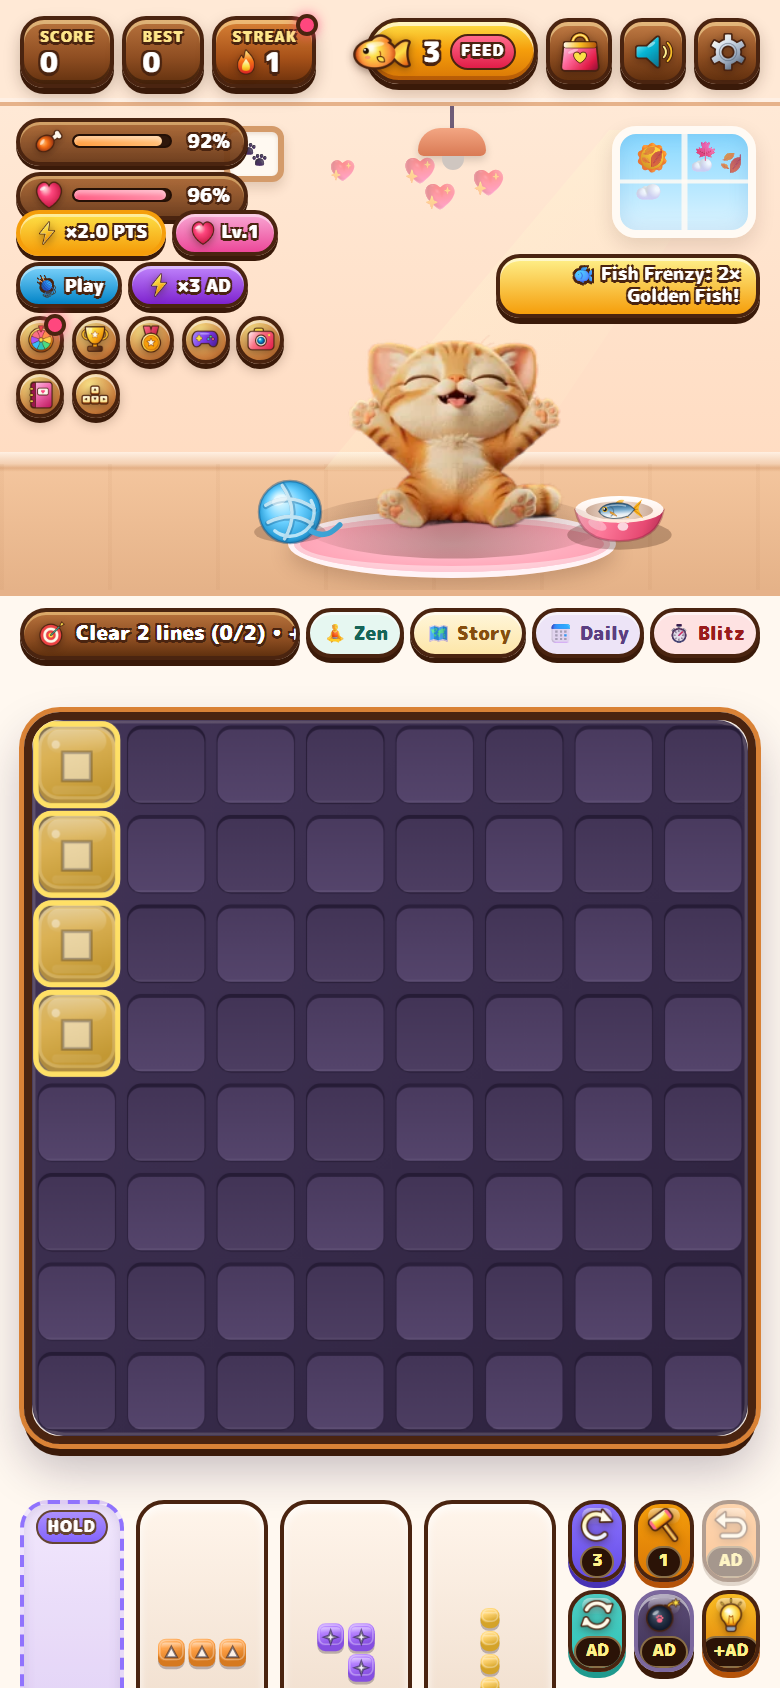 SCORE
0
BEST
0
STREAK
1
3
FEED
92%
96%
×2.0 PTS
Lv.1
Play
×3 AD
Fish Frenzy: 2×
Golden Fish!
Clear 2 lines (0/2) • +
Zen
Story
Daily
Blitz
HOLD
3
1
AD
AD
AD
+AD